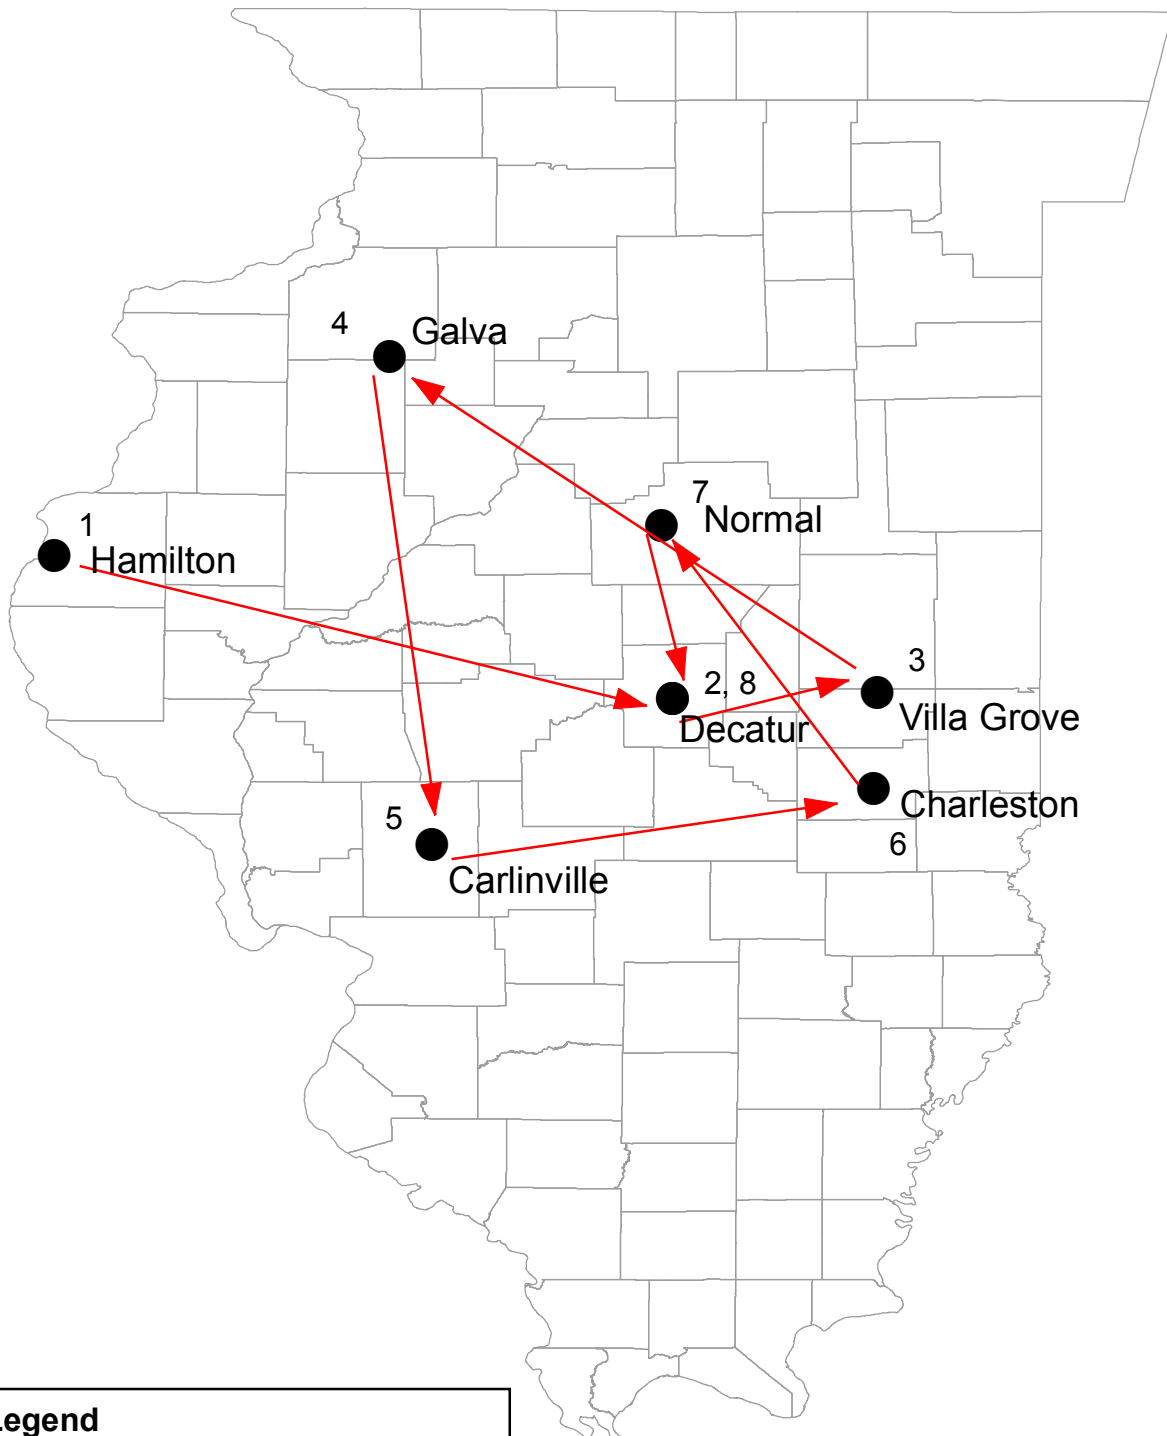 4
Galva
7
Normal
1
Hamilton
3
2, 8
Villa Grove
Decatur
Charleston
5
6
Carlinville
Legend